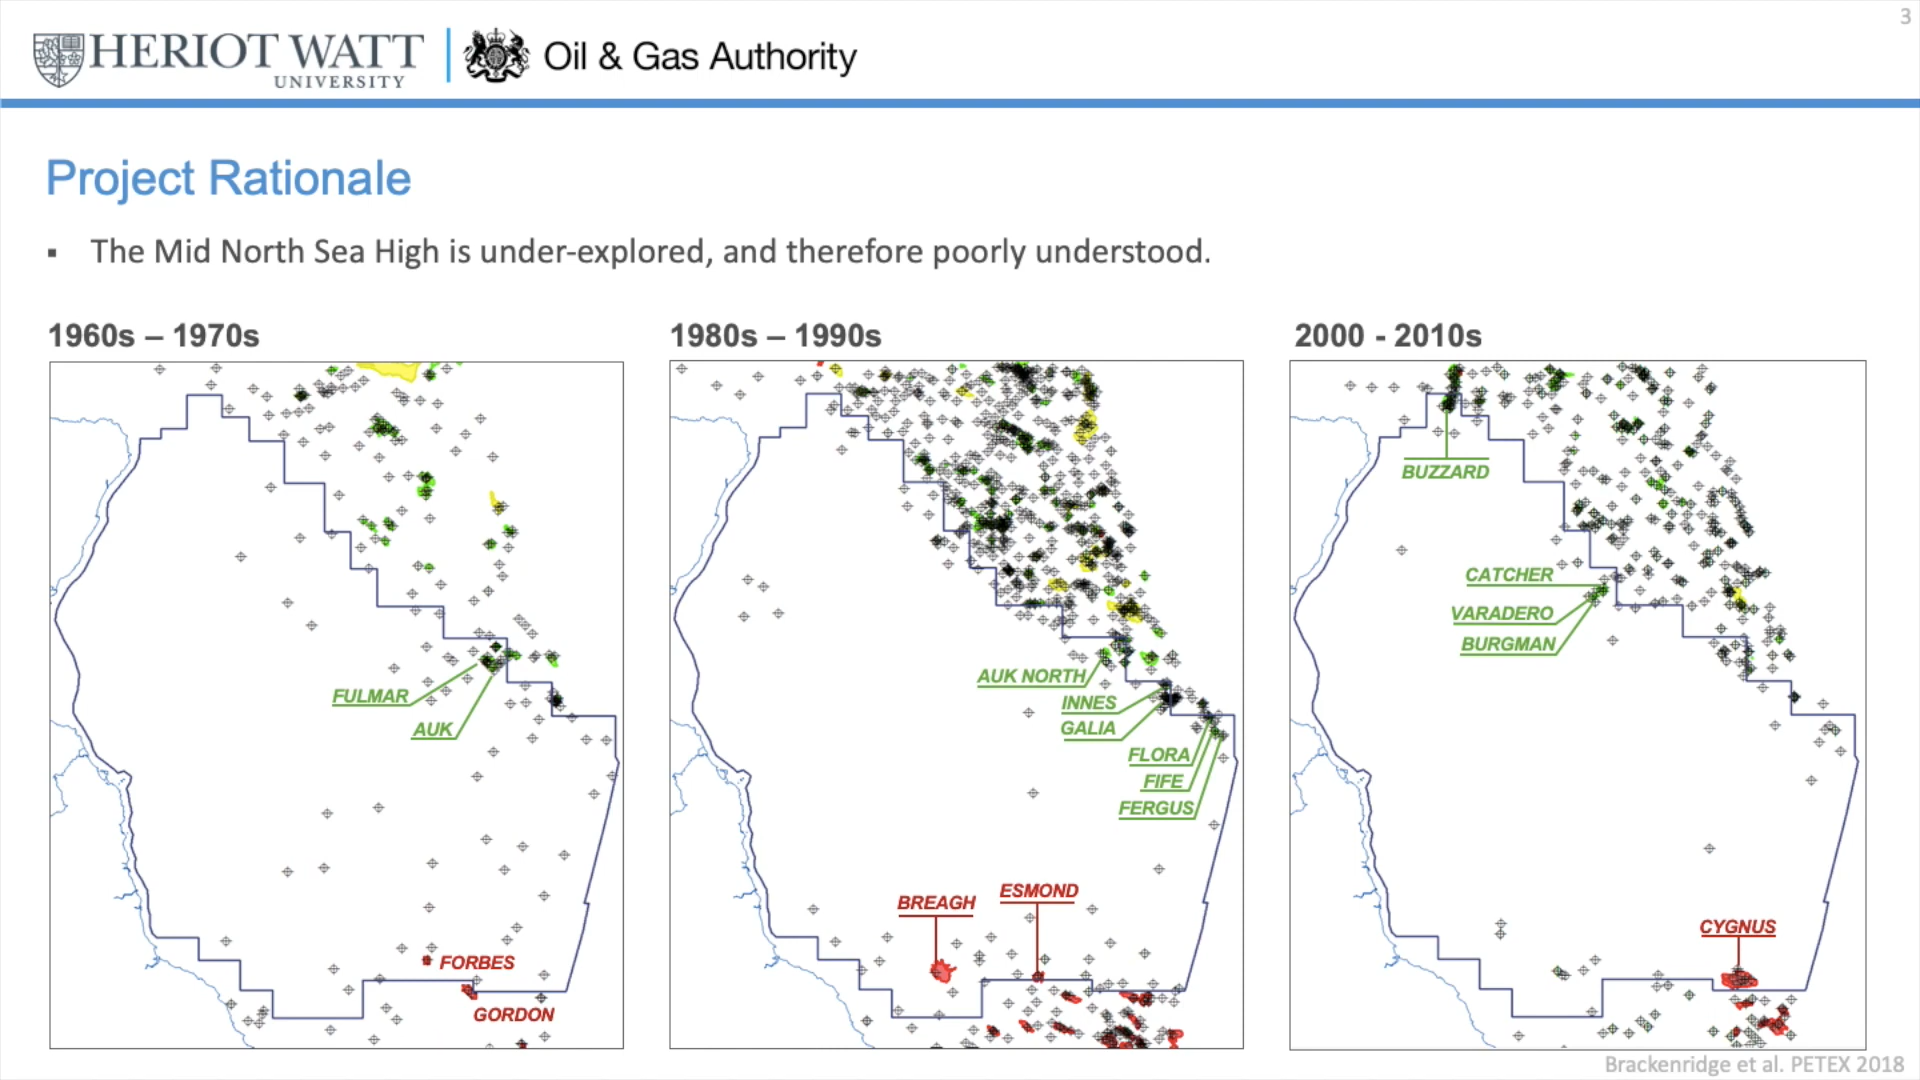 3
HERIOT WATT
UNIVERSITY
Oil & Gas Authority
Project Rationale
▪ The Mid North Sea High is under-explored, and therefore poorly understood.
1960s – 1970s
1980s – 1990s
2000 - 2010s
FULMAR
AUK
FORBES
GORDON
AUK NORTH
INNES
GALIA
FLORA
FIFE
FERGUS
BREAGH
ESMOND
BUZZARD
CATCHER
VARADERO
BURGMAN
CYGNUS
Brackenridge et al. PETEX 2018